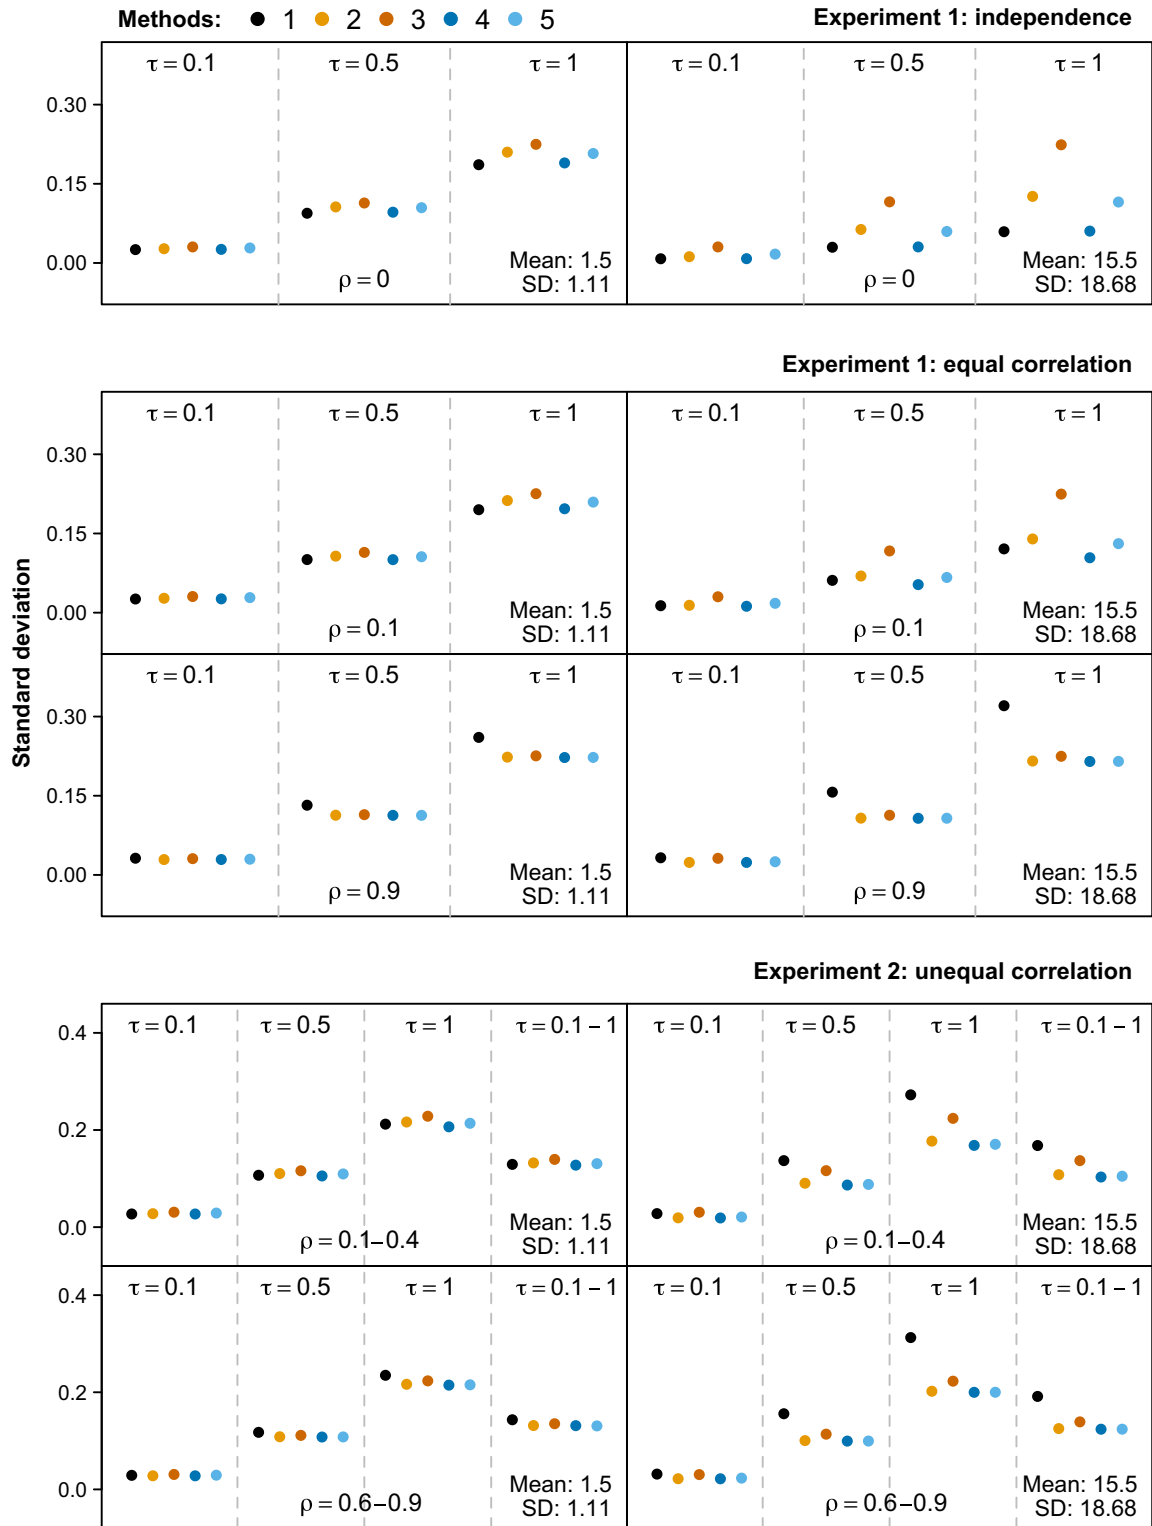 Methods: 1 2 3 4 5
Experiment 1: independence
τ = 0.1 τ = 0.5 τ = 1 τ = 0.1 τ = 0.5 τ = 1
0.30
0.15
0.00
Mean: 1.5 Mean: 15.5
ρ = 0 SD: 1.11 ρ = 0 SD: 18.68
Experiment 1: equal correlation
τ = 0.1 τ = 0.5 τ = 1 τ = 0.1 τ = 0.5 τ = 1
0.30
0.15
0.00
Mean: 1.5 Mean: 15.5
ρ = 0.1 SD: 1.11 ρ = 0.1 SD: 18.68
Standard deviation
τ = 0.1 τ = 0.5 τ = 1 τ = 0.1 τ = 0.5 τ = 1
0.30
0.15
0.00
Mean: 1.5 Mean: 15.5
ρ = 0.9 SD: 1.11 ρ = 0.9 SD: 18.68
Experiment 2: unequal correlation
τ = 0.1 τ = 0.5 τ = 1 τ = 0.1 − 1 τ = 0.1 τ = 0.5 τ = 1 τ = 0.1 − 1
0.4
0.2
0.0
Mean: 1.5 Mean: 15.5
ρ = 0.1−0.4 SD: 1.11 ρ = 0.1−0.4 SD: 18.68
τ = 0.1 τ = 0.5 τ = 1 τ = 0.1 − 1 τ = 0.1 τ = 0.5 τ = 1 τ = 0.1 − 1
0.4
0.2
0.0
Mean: 1.5 Mean: 15.5
ρ = 0.6−0.9 SD: 1.11 ρ = 0.6−0.9 SD: 18.68